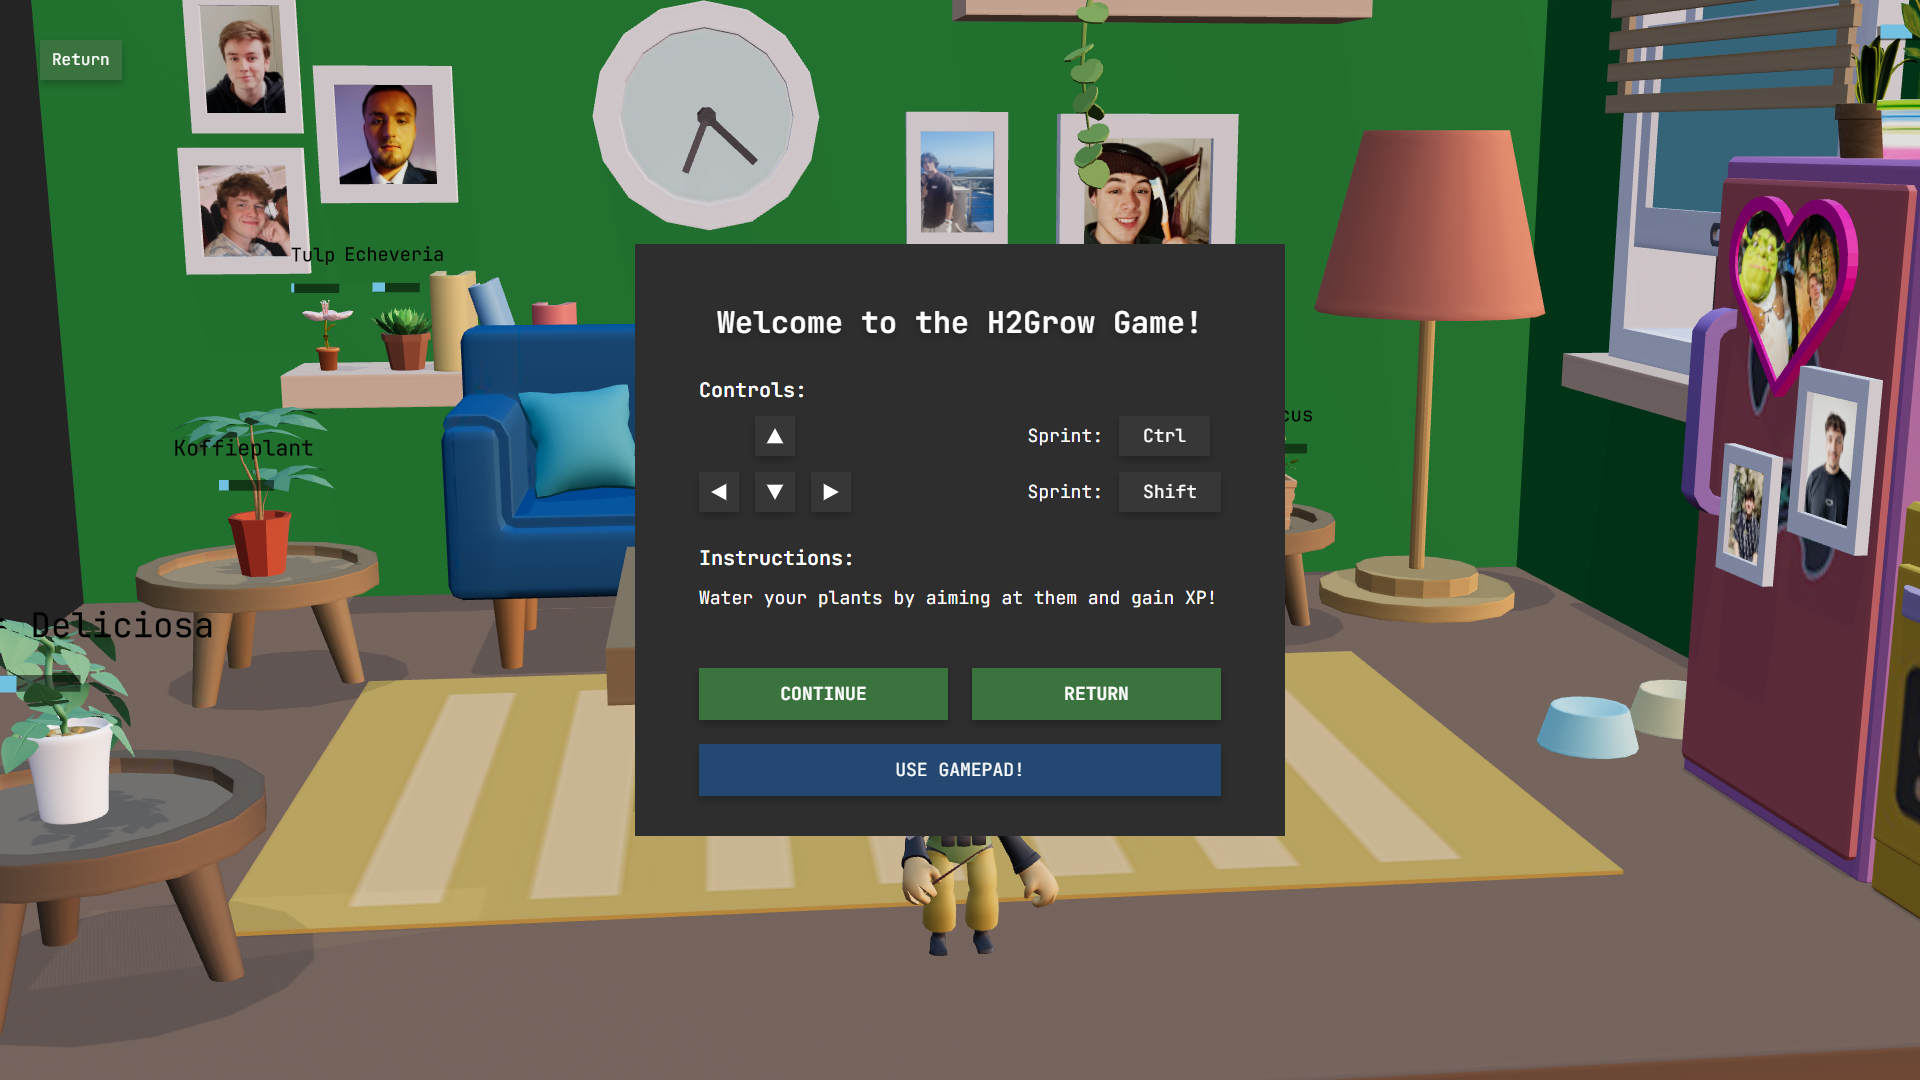 Return
Tulp Echeveria
Koffieplant
Deliciosa
cus
Welcome to the H2Grow Game!
Controls:
▲
Sprint: Ctrl
◀ ▼ ▶
Sprint: Shift
Instructions:
Water your plants by aiming at them and gain XP!
CONTINUE RETURN
USE GAMEPAD!